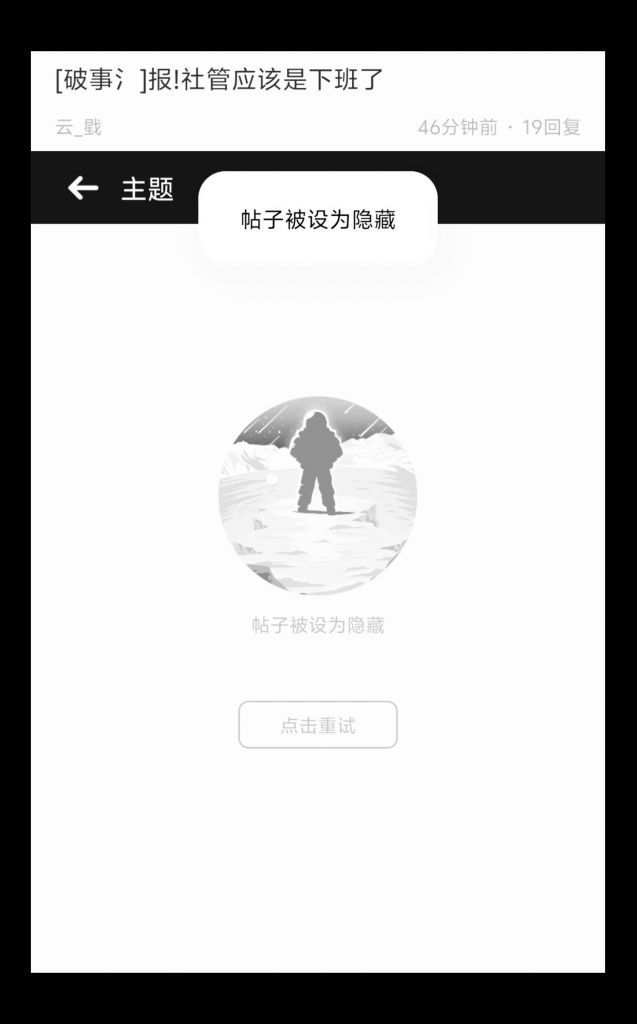 [破事氵]报!社管应该是下班了
云_戥
46分钟前 · 19回复
主题
帖子被设为隐藏
帖子被设为隐藏
点击重试